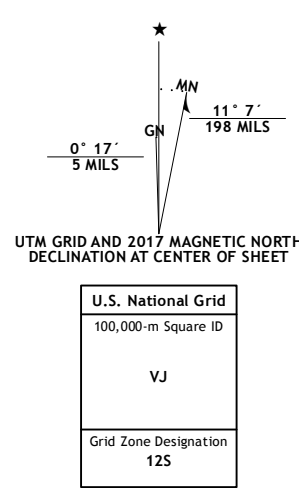 ★
MN
11° 7´
198 MILS
GN
0° 17´
5 MILS
UTM GRID AND 2017 MAGNETIC NORTH
DECLINATION AT CENTER OF SHEET
U.S. National Grid
100,000-m Square ID
VJ
Grid Zone Designation
12S